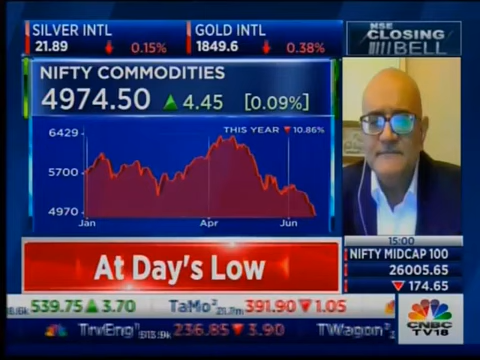 SILVER INTL
21.89 0.15%
GOLD INTL
1849.6 0.38%
NSE
CLOSING
BELL
NIFTY COMMODITIES
4974.50 4.45 [0.09%]
THIS YEAR 10.86%
6429
5700
4970
Jan Apr Jun
At Day's Low
15:00
NIFTY MIDCAP 100
26005.65
174.65
539.75 3.70 TaMo 391.90 1.05
TrvEng 236.85 3.90 TWagon
CNBC
TV18